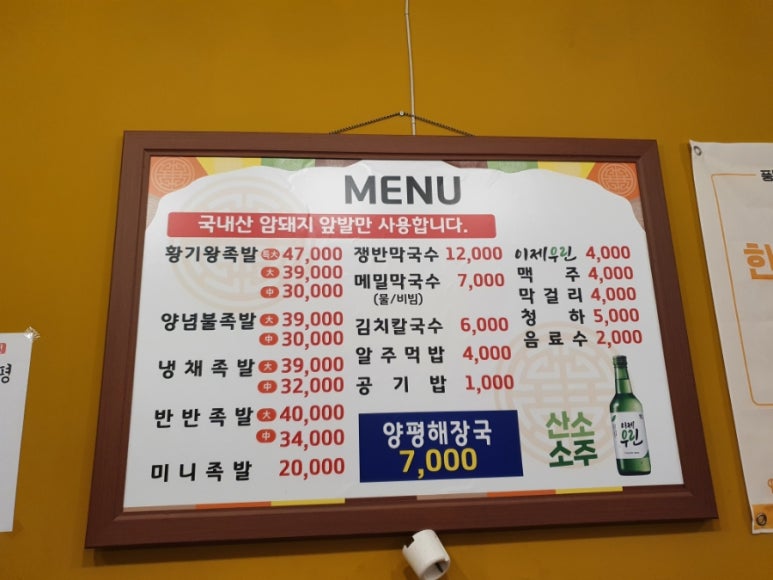 MENU
국내산 암돼지 앞발만 사용합니다.
황기왕족발 특大 47,000
大 39,000
中 30,000
양념불족발 大 39,000
中 30,000
냉채족발 大 39,000
中 32,000
반반족발 大 40,000
中 34,000
미니족발 20,000
쟁반막국수 12,000
메밀막국수 7,000
(물/비빔)
김치칼국수 6,000
알주먹밥 4,000
공기밥 1,000
양평해장국
7,000
이제우린 4,000
맥주 4,000
막걸리 4,000
청하 5,000
음료수 2,000
산소
소주
이제
우린
평
한